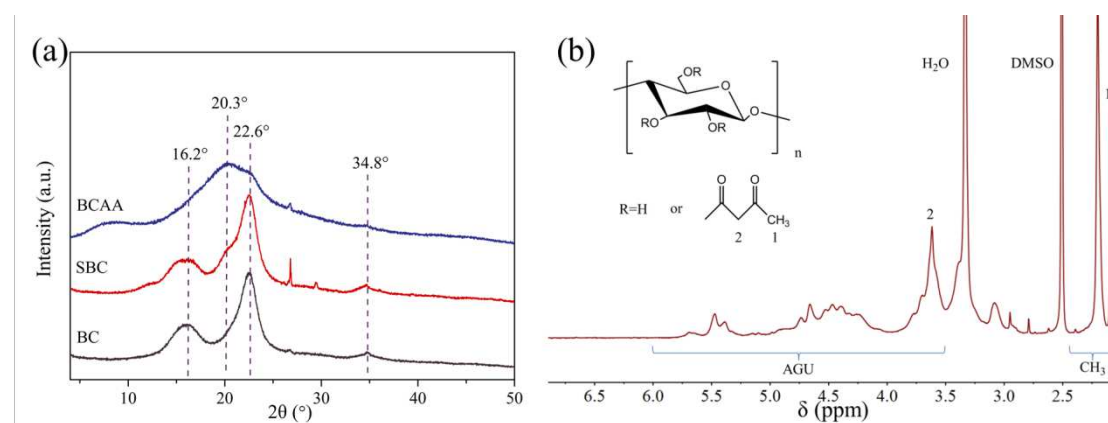 (a)
20.3°
22.6°
16.2°
34.8°
BCAA
SBC
BC
Intensity (a.u.)
10 20 30 40 50
2θ (°)
(b)
OR
O
O
RO
OR
n
R=H or
O O
CH3
2 1
H2O
DMSO
1
2
AGU
CH3
6.5 6.0 5.5 5.0 4.5 4.0 3.5 3.0 2.5
δ (ppm)